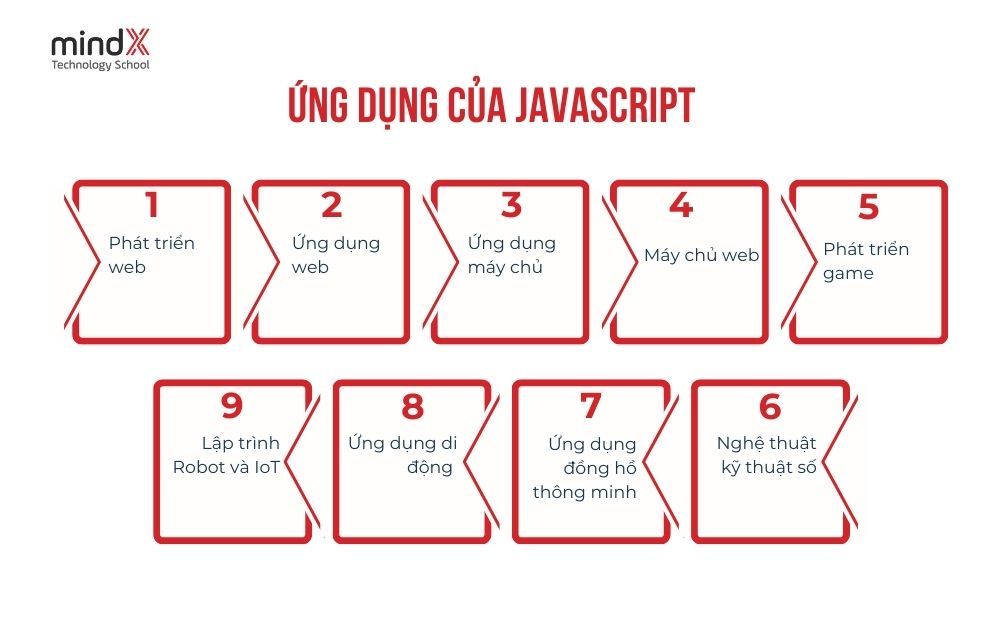 mindX
Technology School
ỨNG DỤNG CỦA JAVASCRIPT
1
Phát triển
web
2
Ứng dụng
web
3
Ứng dụng
máy chủ
4
Máy chủ web
5
Phát triển
game
6
Nghệ thuật
kỹ thuật số
7
Ứng dụng
đồng hồ
thông minh
8
Ứng dụng di
động
9
Lập trình
Robot và IoT